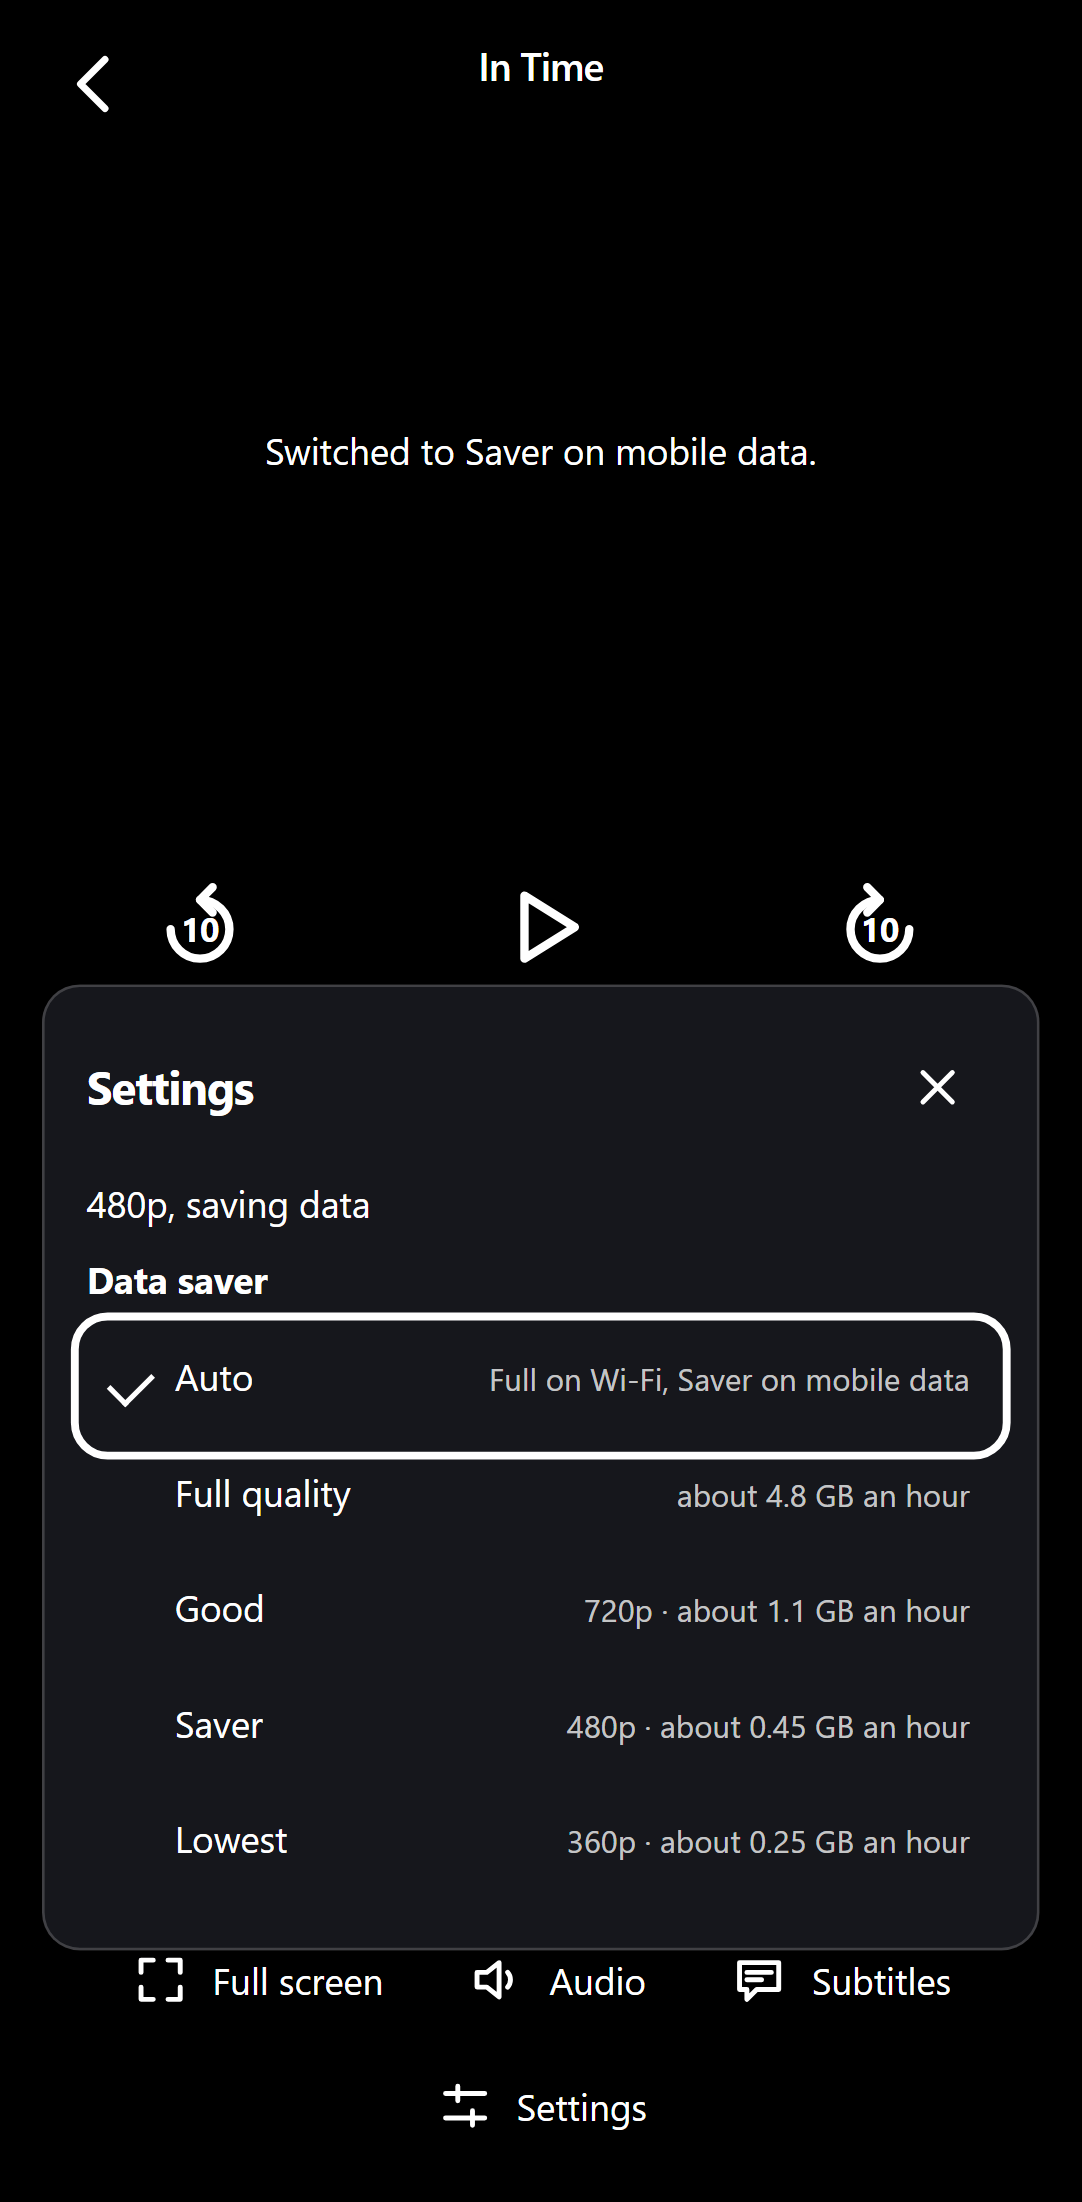 In Time
Switched to Saver on mobile data.
10
10
Settings
480p, saving data
Data saver
Auto Full on Wi-Fi, Saver on mobile data
Full quality about 4.8 GB an hour
Good 720p · about 1.1 GB an hour
Saver 480p · about 0.45 GB an hour
Lowest 360p · about 0.25 GB an hour
Full screen Audio Subtitles
Settings